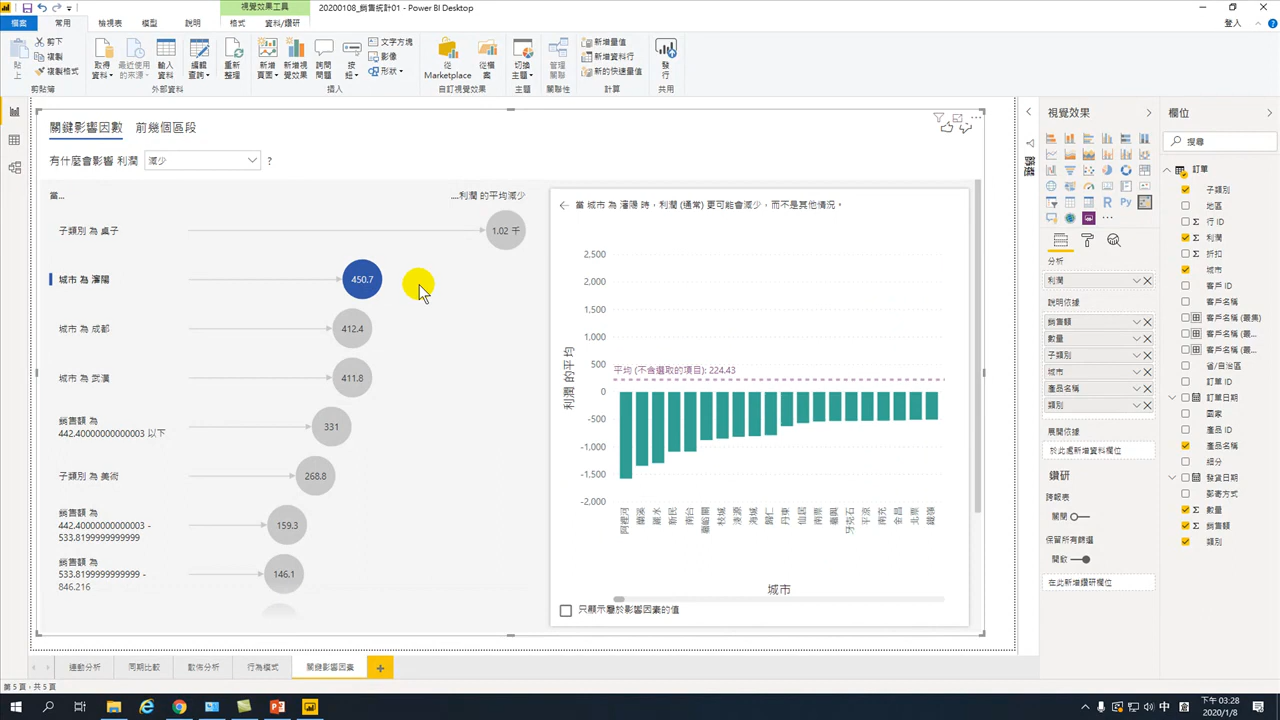 視覺效果工具
20200108_銷售統計01 - Power BI Desktop
檔案
常用
檢視表
模型
說明
格式
資料/鑽研
登入
貼上
剪下
複製
複製格式
剪貼簿
取得資料
最近使用的來源
輸入資料
編輯查詢
重新整理
外部資料
新增頁面
新增視覺效果
詢問問題
按鈕
文字方塊
影像
形狀
插入
從 Marketplace
從檔案
自訂視覺效果
切換主題
主題
管理關聯
關聯性
新增量值
新增資料行
新的快速量值
計算
發行
共用
關鍵影響因數
前幾個區段
有什麼會影響 利潤
減少
?
當...
....利潤 的平均減少
子類別 為 桌子
1.02 千
城市 為 瀋陽
450.7
城市 為 成都
412.4
城市 為 武漢
411.8
銷售額 為
442.40000000000003 以下
331
子類別 為 美術
268.8
銷售額 為
442.40000000000003 -
533.8199999999999
159.3
銷售額 為
533.8199999999999 -
846.216
146.1
當 城市 為 瀋陽 時，利潤 (通常) 更可能會減少，而不是其他情況。
2,500
2,000
1,500
1,000
500
0
-500
-1,000
-1,500
-2,000
利潤 的平均
平均 (不含選取的項目): 224.43
城市
只顯示屬於影響因素的值
篩選
視覺效果
R
Py
分析
利潤
說明依據
銷售額
數量
子類別
城市
產品名稱
類別
展開依據
於此處新增資料欄位
鑽研
跨報表
關閉
保留所有篩選
開啟
在此新增鑽研欄位
欄位
搜尋
訂單
子類別
地區
行 ID
利潤
折扣
城市
客戶 ID
客戶名稱
客戶名稱 (叢集)
客戶名稱 (叢...
客戶名稱 (叢...
省/自治區
訂單 ID
訂單日期
國家
產品 ID
產品名稱
細分
發貨日期
郵寄方式
數量
銷售額
類別
運動分析
同期比較
散佈分析
行為模式
關鍵影響因素
第 5 頁，共 5 頁
中
下午 03:28
2020/1/8